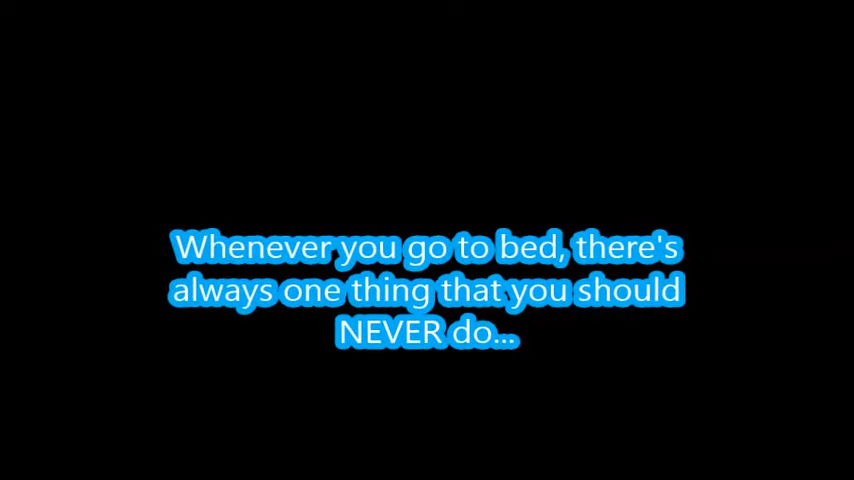 Whenever you go to bed, there's
always one thing that you should
NEVER do...